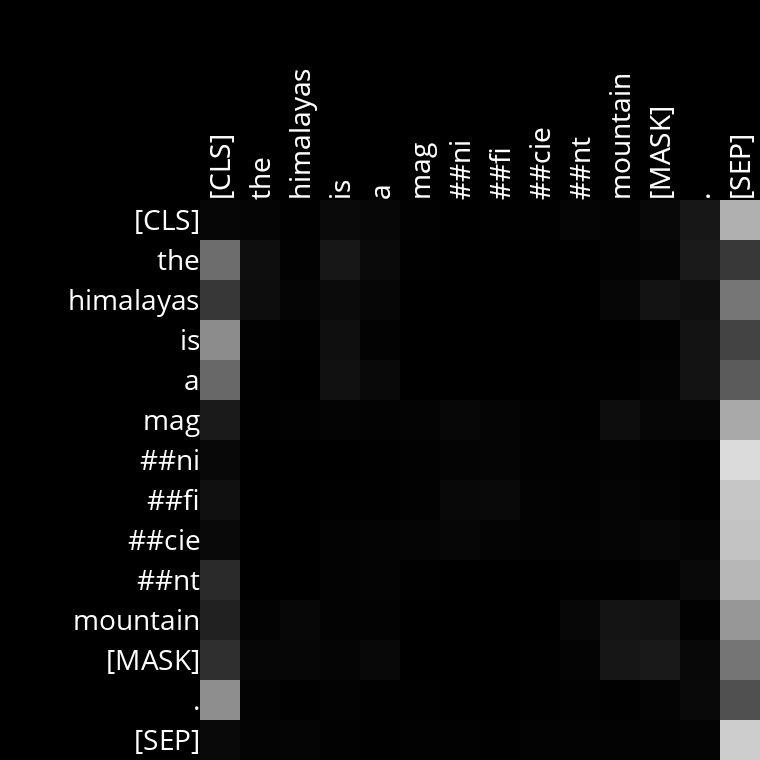 [CLS] the himalayas is a mag ##ni ##fi ##cie ##nt mountain [MASK] . [SEP]
[CLS]
the
himalayas
is
a
mag
##ni
##fi
##cie
##nt
mountain
[MASK]
.
[SEP]